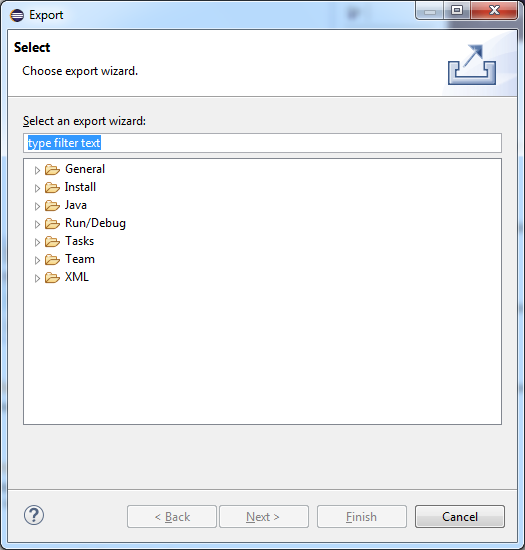 Export
Select
Choose export wizard.
Select an export wizard:
type filter text
General
Install
Java
Run/Debug
Tasks
Team
XML
?
< Back
Next >
Finish
Cancel